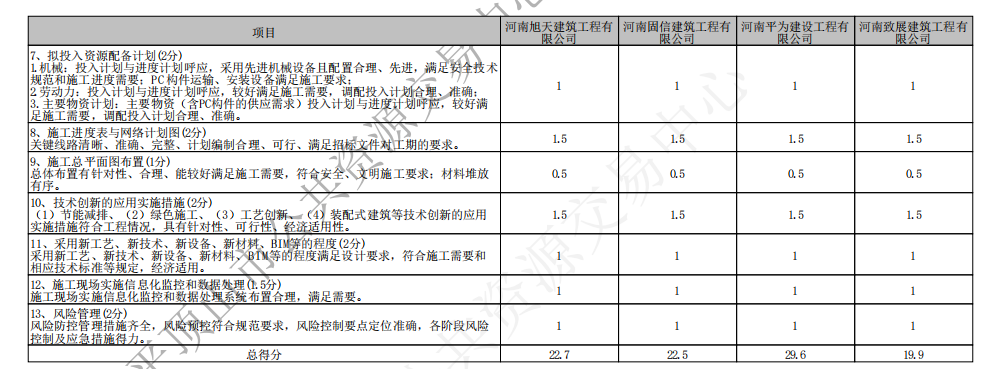 项目 河南旭天建筑工程有限公司 河南固信建筑工程有限公司 河南平为建设工程有限公司 河南致展建筑工程有限公司
7、拟投入资源配备计划(2分)
1.机械：投入计划与进度计划呼应，采用先进机械设备且配置合理、先进，满足安全技术
规范和施工进度需要；PC构件运输、安装设备满足施工要求；
2 劳动力：投入计划与进度计划呼应，较好满足施工需要，调配投入计划合理、准确；
3.主要物资计划：主要物资（含PC构件的供应需求）投入计划与进度计划呼应，较好满
足施工需要，调配投入计划合理、准确。
1 1 1 1
8、施工进度表与网络计划图(2分)
关键线路清晰、准确、完整、计划编制合理、可行、满足招标文件对工期的要求。
1.5 1.5 1.5 1.5
9、施工总平面图布置(1分)
总体布置有针对性、合理、能较好满足施工需要，符合安全、文明施工要求；材料堆放
有序。
0.5 0.5 0.5 0.5
10、技术创新的应用实施措施(2分)
（1）节能减排、（2）绿色施工、（3）工艺创新、（4）装配式建筑等技术创新的应用
实施措施符合工程情况，具有针对性、可行性、经济适用性。
1.5 1.5 1.5 1.5
11、采用新工艺、新技术、新设备、新材料、BIM等的程度(2分)
采用新工艺、新技术、新设备、新材料、BIM等的程度满足设计要求，符合施工需要和
相应技术标准等规定，经济适用。
1 1 1 1
12、施工现场实施信息化监控和数据处理(1.5分)
施工现场实施信息化监控和数据处理系统布置合理，满足需要。
1 1 1 1
13、风险管理(2分)
风险防控管理措施齐全，风险预控符合规范要求，风险控制要点定位准确，各阶段风险
控制及应急措施得力。
1 1 1 1
总得分 22.7 22.5 29.6 19.9
平顶山市公共资源交易中心
共资源交易中心